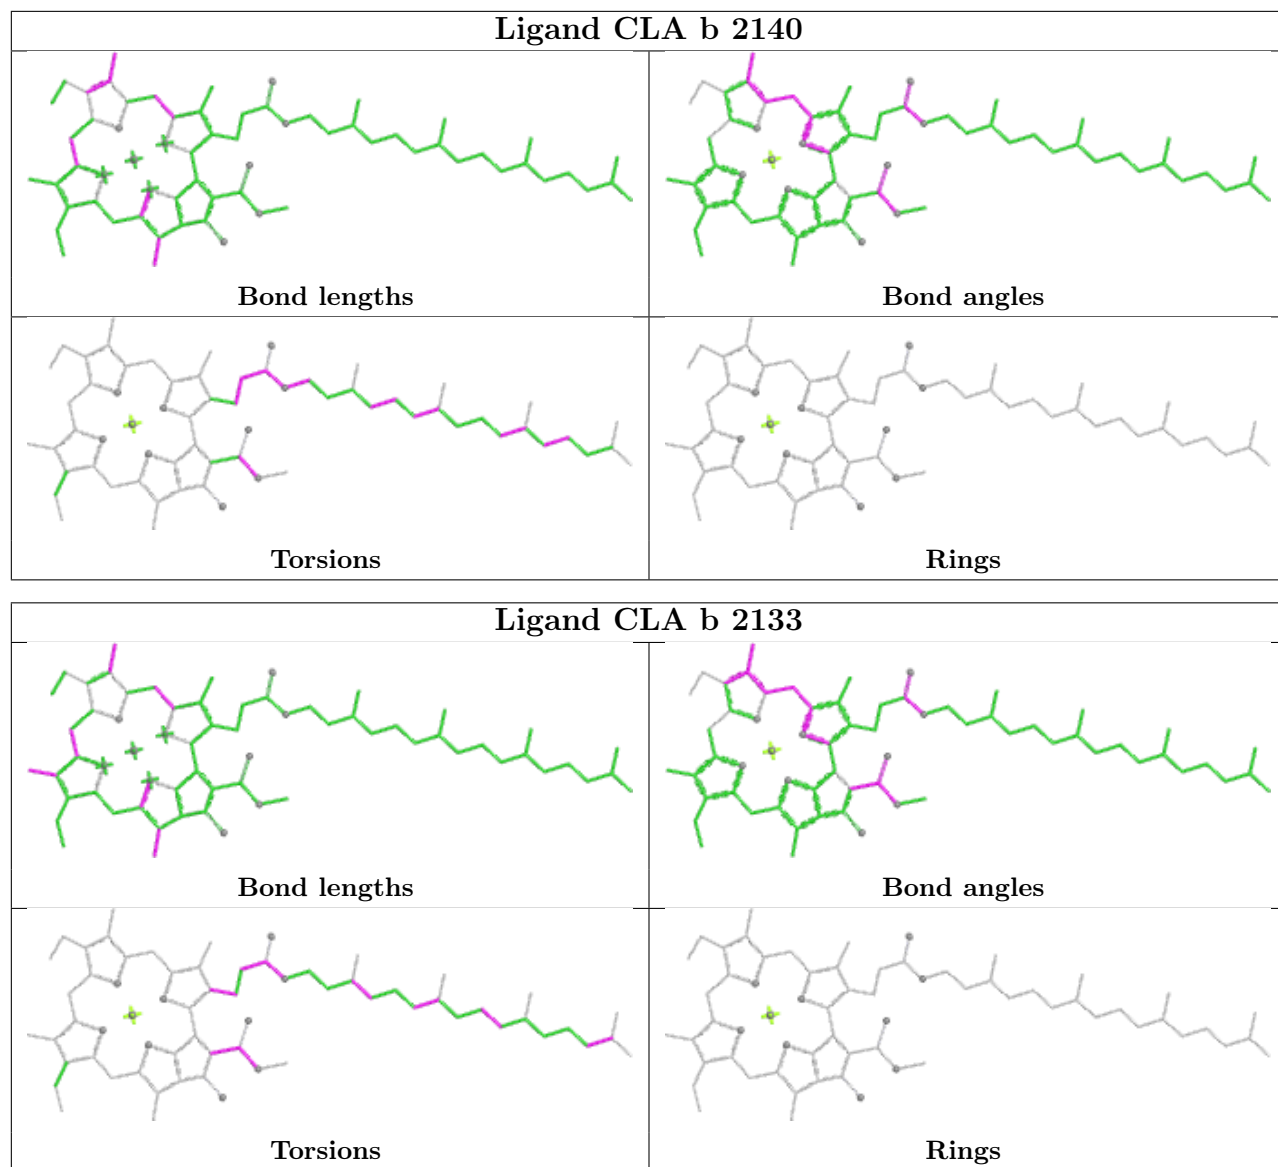 Ligand CLA b 2140
Bond lengths
Bond angles
Torsions
Rings
Ligand CLA b 2133
Bond lengths
Bond angles
Torsions
Rings